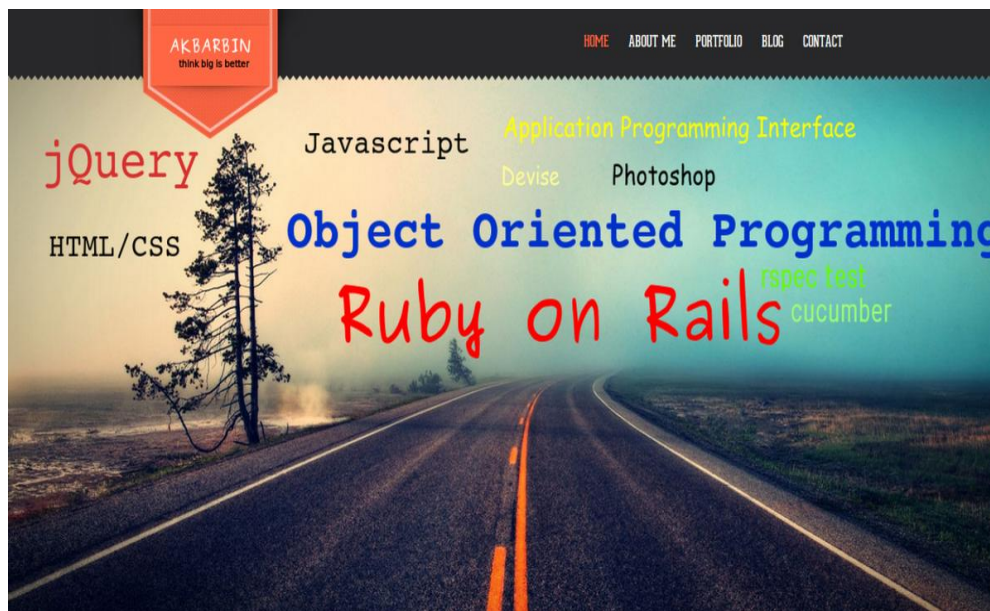 AKBARBIN
think big is better
HOME ABOUT ME PORTFOLIO BLOG CONTACT
Application Programming Interface
Javascript
jQuery
Devise Photoshop
Object Oriented Programming
HTML/CSS
rspec test
Ruby on Rails
cucumber